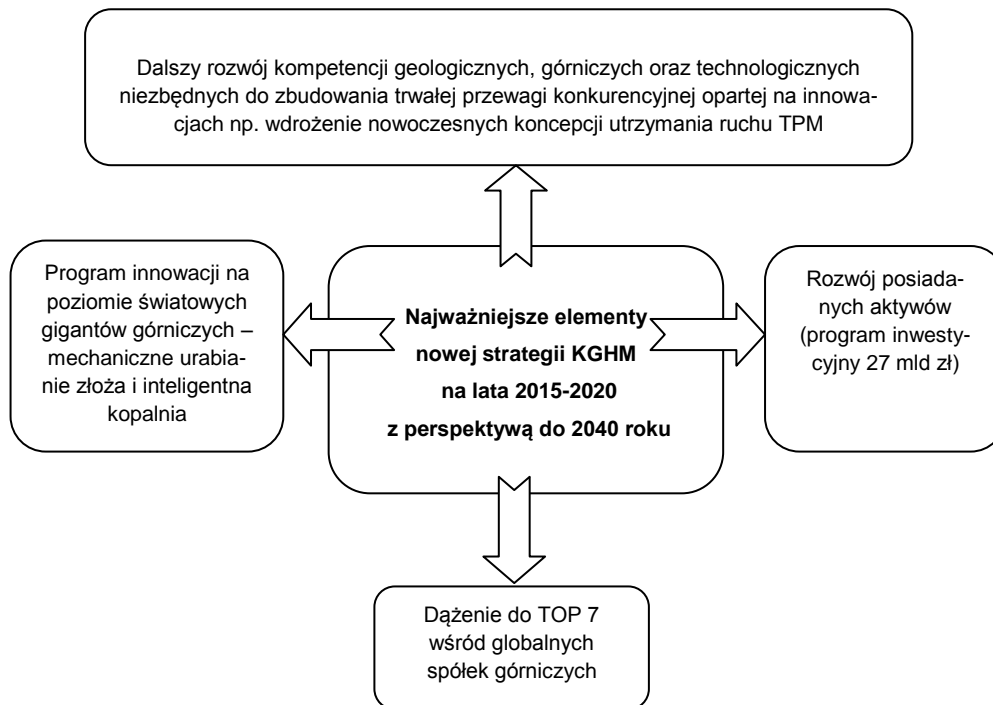 Dalszy rozwój kompetencji geologicznych, górniczych oraz technologicznych
niezbędnych do zbudowania trwałej przewagi konkurencyjnej opartej na innowa-
cjach np. wdrożenie nowoczesnych koncepcji utrzymania ruchu TPM
Program innowacji na
poziomie światowych
gigantów górniczych –
mechaniczne urabia-
nie złoża i inteligentna
kopalnia
Najważniejsze elementy
nowej strategii KGHM
na lata 2015-2020
z perspektywą do 2040 roku
Rozwój posiada-
nych aktywów
(program inwesty-
cyjny 27 mld zł)
Dążenie do TOP 7
wśród globalnych
spółek górniczych